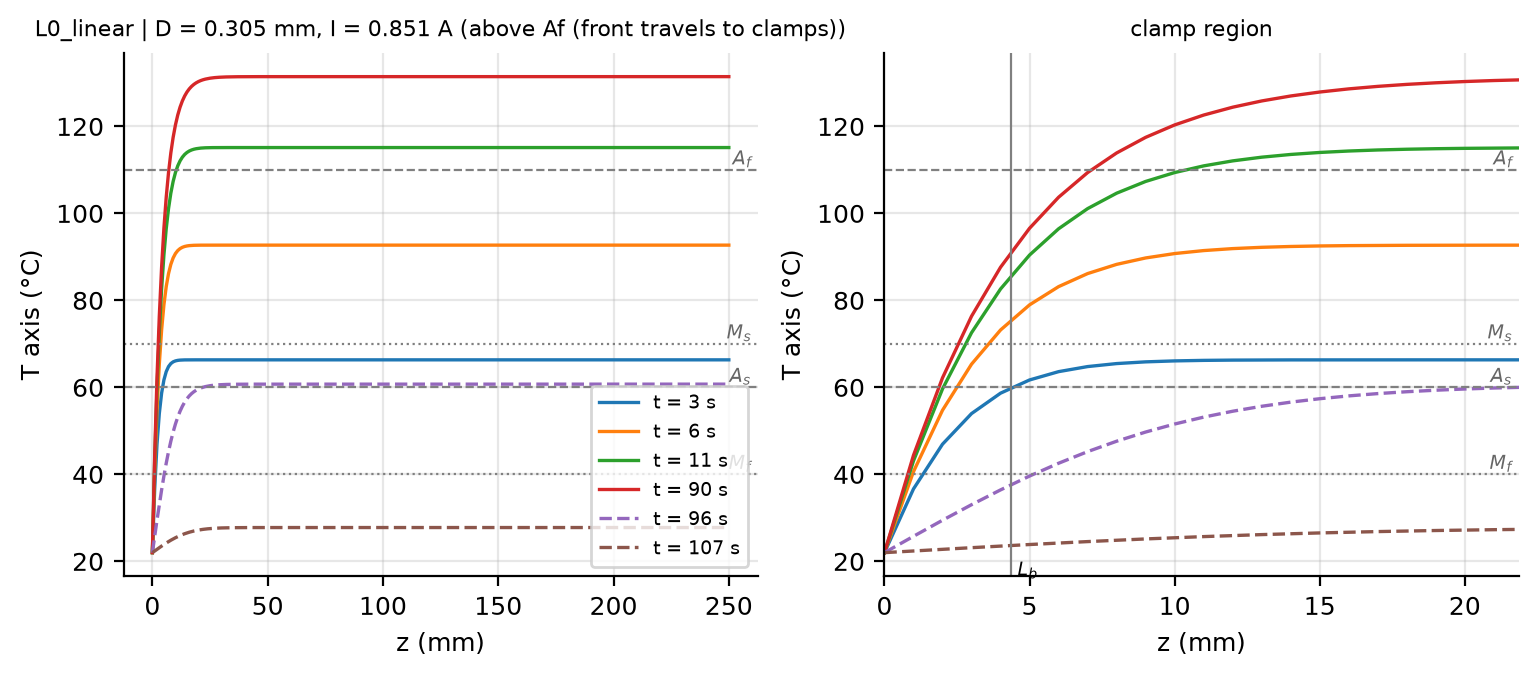 L0_linear | D = 0.305 mm, I = 0.851 A (above Af (front travels to clamps))
T axis (°C)
120
100
80
60
40
20
A_f
M_s
A_s
M_f
t = 3 s
t = 6 s
t = 11 s
t = 90 s
t = 96 s
t = 107 s
0
50
100
150
200
250
z (mm)
clamp region
T axis (°C)
120
100
80
60
40
20
A_f
M_s
A_s
M_f
L_b
0
5
10
15
20
z (mm)